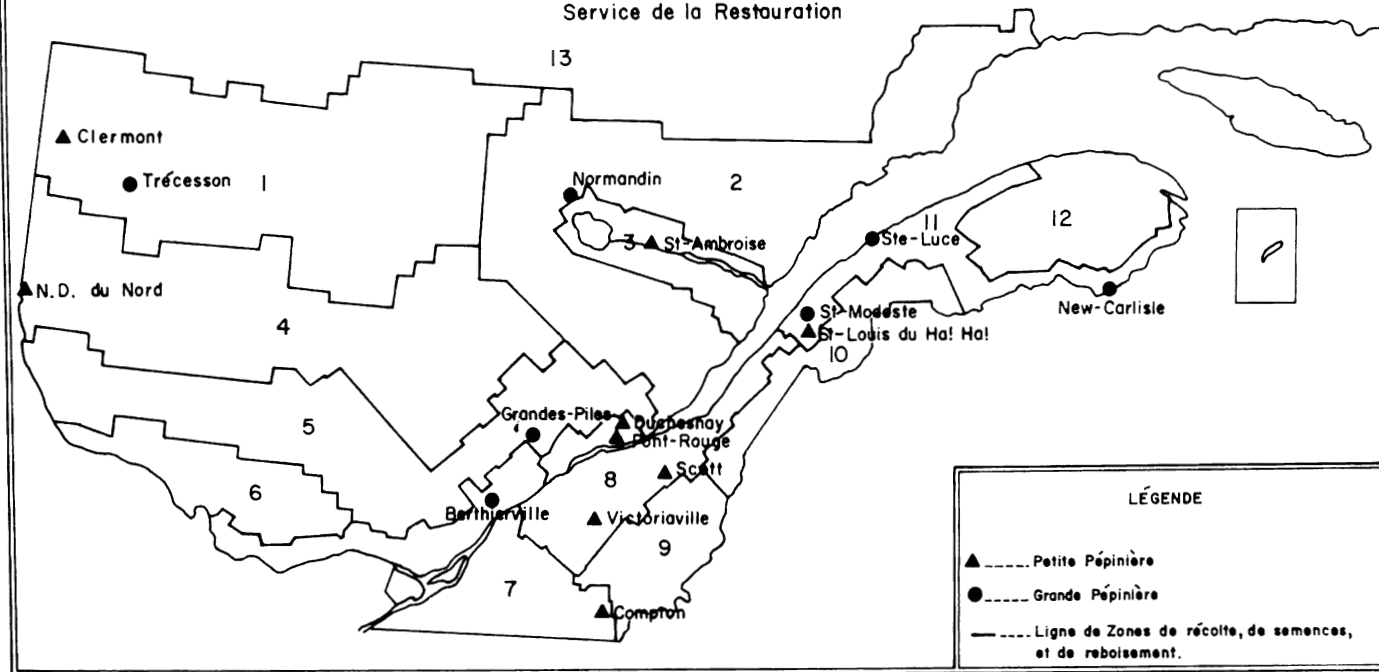 Service de la Restauration
13
Clermont
Trécesson
1
Normandin
2
3
St-Ambroise
11
12
Ste-Luce
N.D. du Nord
4
St-Modeste
St-Louis du Ha! Ha!
10
New-Carlisle
5
Grandes-Piles
Duchesnay
Pont-Rouge
6
8
Scott
Berthierville
Victoriaville
9
7
Compton
LÉGENDE
Petite Pépinière
Grande Pépinière
Ligne de Zones de récolte, de semences,
et de reboisement.